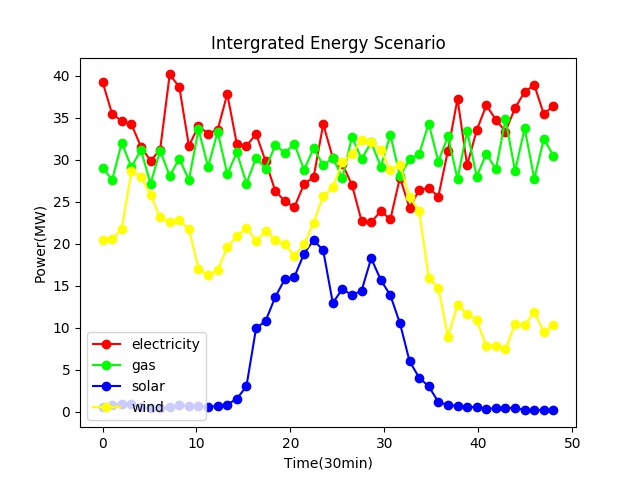 Intergrated Energy Scenario
Power(MW)
40
35
30
25
20
15
10
5
0
electricity
gas
solar
wind
0 10 20 30 40 50
Time(30min)